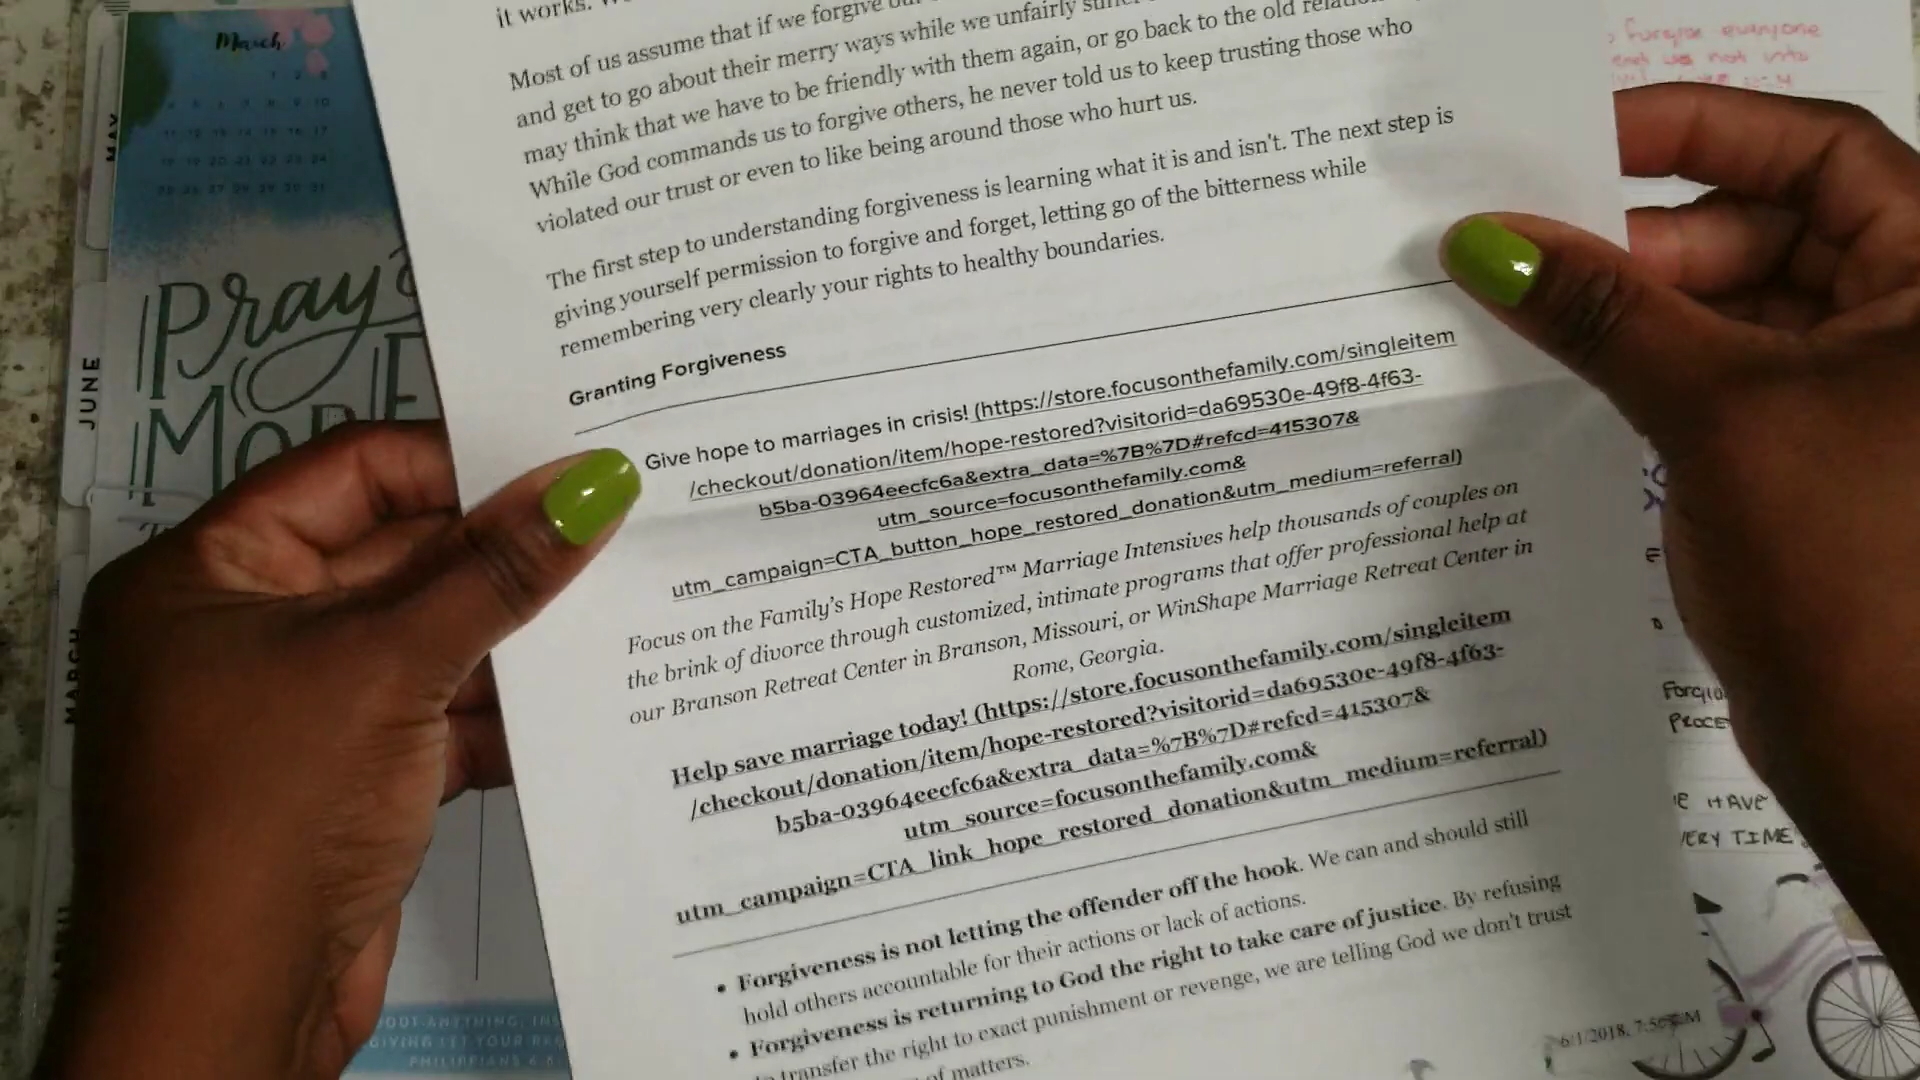 March
it works.
Most of us assume that if we forgive our
and get to go about their merry ways while we unfairly
may think that we have to be friendly with them again, or go back to the old
While God commands us to forgive others, he never told us to keep trusting those who
violated our trust or even to like being around those who hurt us.
The first step to understanding forgiveness is learning what it is and isn't. The next step is
giving yourself permission to forgive and forget, letting go of the bitterness while
remembering very clearly your rights to healthy boundaries.
Granting Forgiveness
Give hope to marriages in crisis! (https://store.focusonthefamily.com/singleitem
/checkout/donation/item/hope-restored?visitorid=da69530e-49f8-4f63-
b5ba-03964eecfc6a&extra_data=%7B%7D#refcd=415307&
utm_source=focusonthefamily.com&
utm_campaign=CTA_button_hope_restored_donation&utm_medium=referral)
Focus on the Family's Hope Restored™ Marriage Intensives help thousands of couples on
the brink of divorce through customized, intimate programs that offer professional help at
our Branson Retreat Center in Branson, Missouri, or WinShape Marriage Retreat Center in
Rome, Georgia.
Help save marriage today! (https://store.focusonthefamily.com/singleitem
/checkout/donation/item/hope-restored?visitorid=da69530e-49f8-4f63-
b5ba-03964eecfc6a&extra_data=%7B%7D#refcd=415307&
utm_source=focusonthefamily.com&
utm_campaign=CTA_link_hope_restored_donation&utm_medium=referral)
• Forgiveness is not letting the offender off the hook. We can and should still
hold others accountable for their actions or lack of actions.
• Forgiveness is returning to God the right to take care of justice. By refusing
to transfer the right to exact punishment or revenge, we are telling God we don't trust
of matters.
Pray
MORE
MAY
JUNE
MARCH
PHILIPPIANS 4:6
forgive everyone
not into
HAVE
EVERY TIME